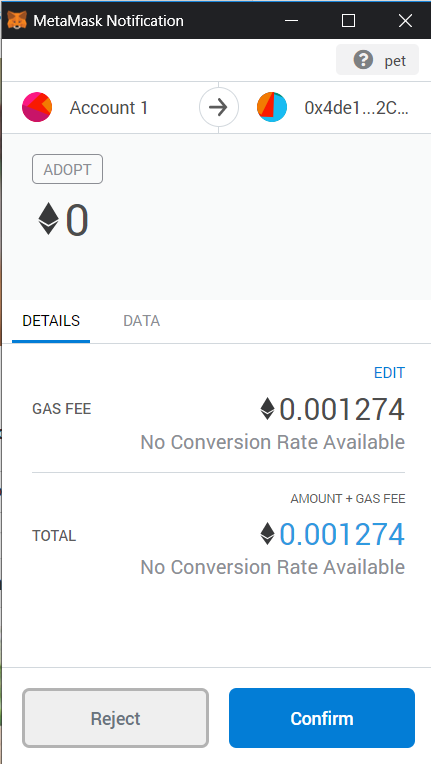 MetaMask Notification
? pet
Account 1
0x4de1...2C...
ADOPT
0
DETAILS DATA
EDIT
GAS FEE 0.001274
No Conversion Rate Available
AMOUNT + GAS FEE
TOTAL 0.001274
No Conversion Rate Available
Reject Confirm